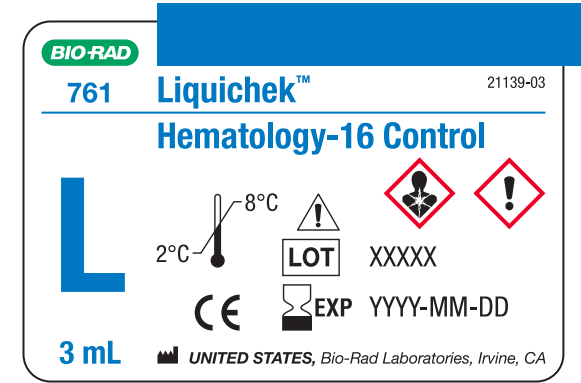 BIO-RAD
761 Liquichek™ 21139-03
Hematology-16 Control
L
8°C
2°C
LOT XXXXX
CE EXP YYYY-MM-DD
3 mL UNITED STATES, Bio-Rad Laboratories, Irvine, CA